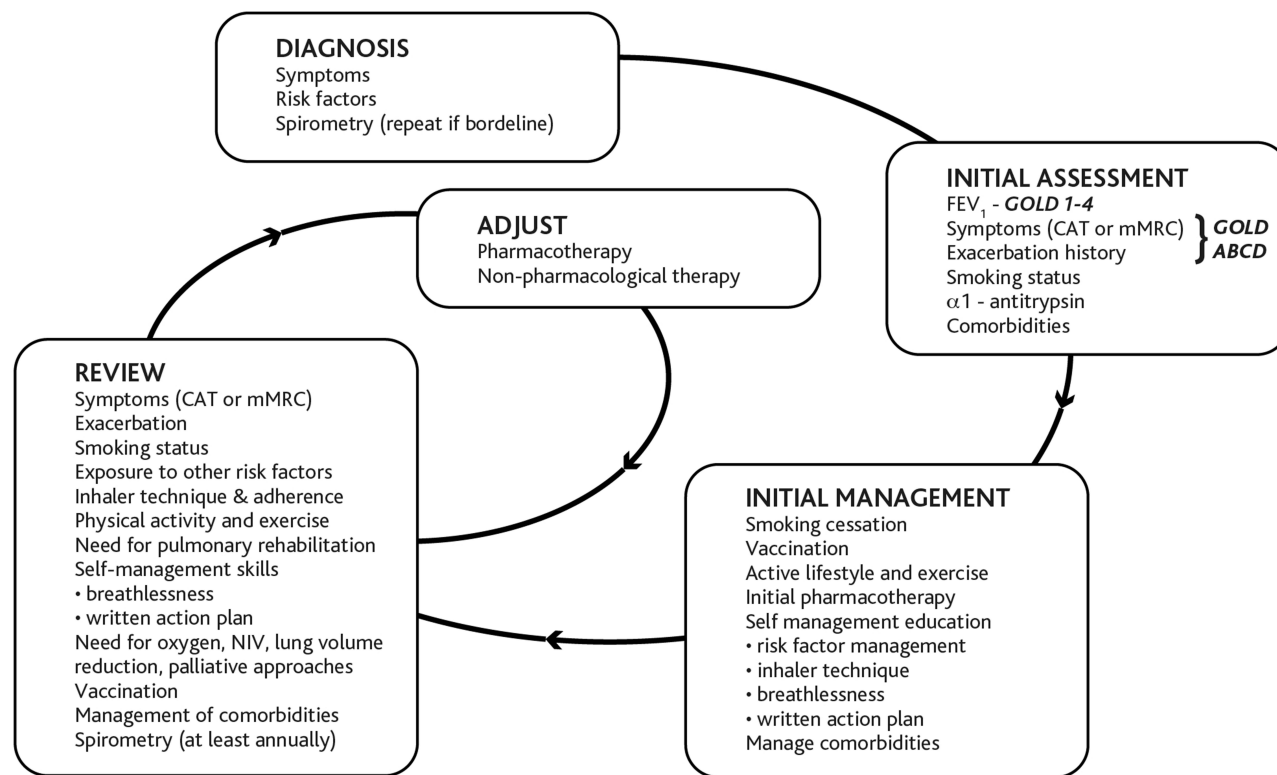 DIAGNOSIS
Symptoms
Risk factors
Spirometry (repeat if bordeline)
INITIAL ASSESSMENT
FEV₁ - GOLD 1-4
Symptoms (CAT or mMRC)
Exacerbation history
} GOLD
ABCD
Smoking status
α1 - antitrypsin
Comorbidities
INITIAL MANAGEMENT
Smoking cessation
Vaccination
Active lifestyle and exercise
Initial pharmacotherapy
Self management education
• risk factor management
• inhaler technique
• breathlessness
• written action plan
Manage comorbidities
REVIEW
Symptoms (CAT or mMRC)
Exacerbation
Smoking status
Exposure to other risk factors
Inhaler technique & adherence
Physical activity and exercise
Need for pulmonary rehabilitation
Self-management skills
• breathlessness
• written action plan
Need for oxygen, NIV, lung volume
reduction, palliative approaches
Vaccination
Management of comorbidities
Spirometry (at least annually)
ADJUST
Pharmacotherapy
Non-pharmacological therapy